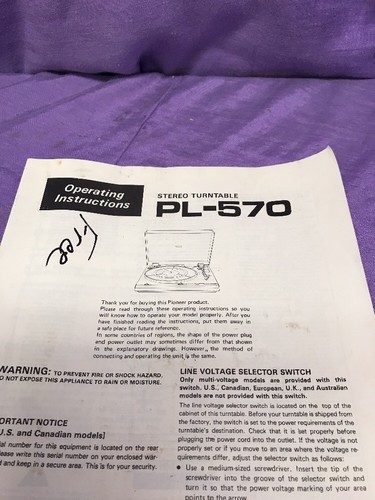 Operating
Instructions
STEREO TURNTABLE
PL-570
Free
Thank you for buying this Pioneer product.
Please read through these operating instructions so you
will know how to operate your model properly. After you
have finished reading the instructions, put them away in
a safe place for future reference.
In some countries of regions, the shape of the power plug
and power outlet may sometimes differ from that shown
in the explanatory drawings. However, the method of
connecting and operating the unit is the same.
WARNING: TO PREVENT FIRE OR SHOCK HAZARD,
NOT EXPOSE THIS APPLIANCE TO RAIN OR MOISTURE.
ORTANT NOTICE
U.S. and Canadian models]
serial number for this equipment is located on the rear
ease write this serial number on your enclosed war-
d and keep in a secure area. This is for your security.
LINE VOLTAGE SELECTOR SWITCH
Only multi-voltage models are provided with this
switch. U.S., Canadian, European, U.K., and Australian
models are not provided with this switch.
The line voltage selector switch is located on the top of the
cabinet of this turntable. Before your turntable is shipped from
the factory, the switch is set to the power requirements of the
turntable's destination. Check that it is set properly before
plugging the power cord into the outlet. If the voltage is not
properly set or if you move to an area where the voltage re-
quirements differ, adjust the selector switch as follows:
● Use a medium-sized screwdriver. Insert the tip of the
screwdriver into the groove of the selector switch and
turn it so that the power voltage marking of your area
points to the arrow.